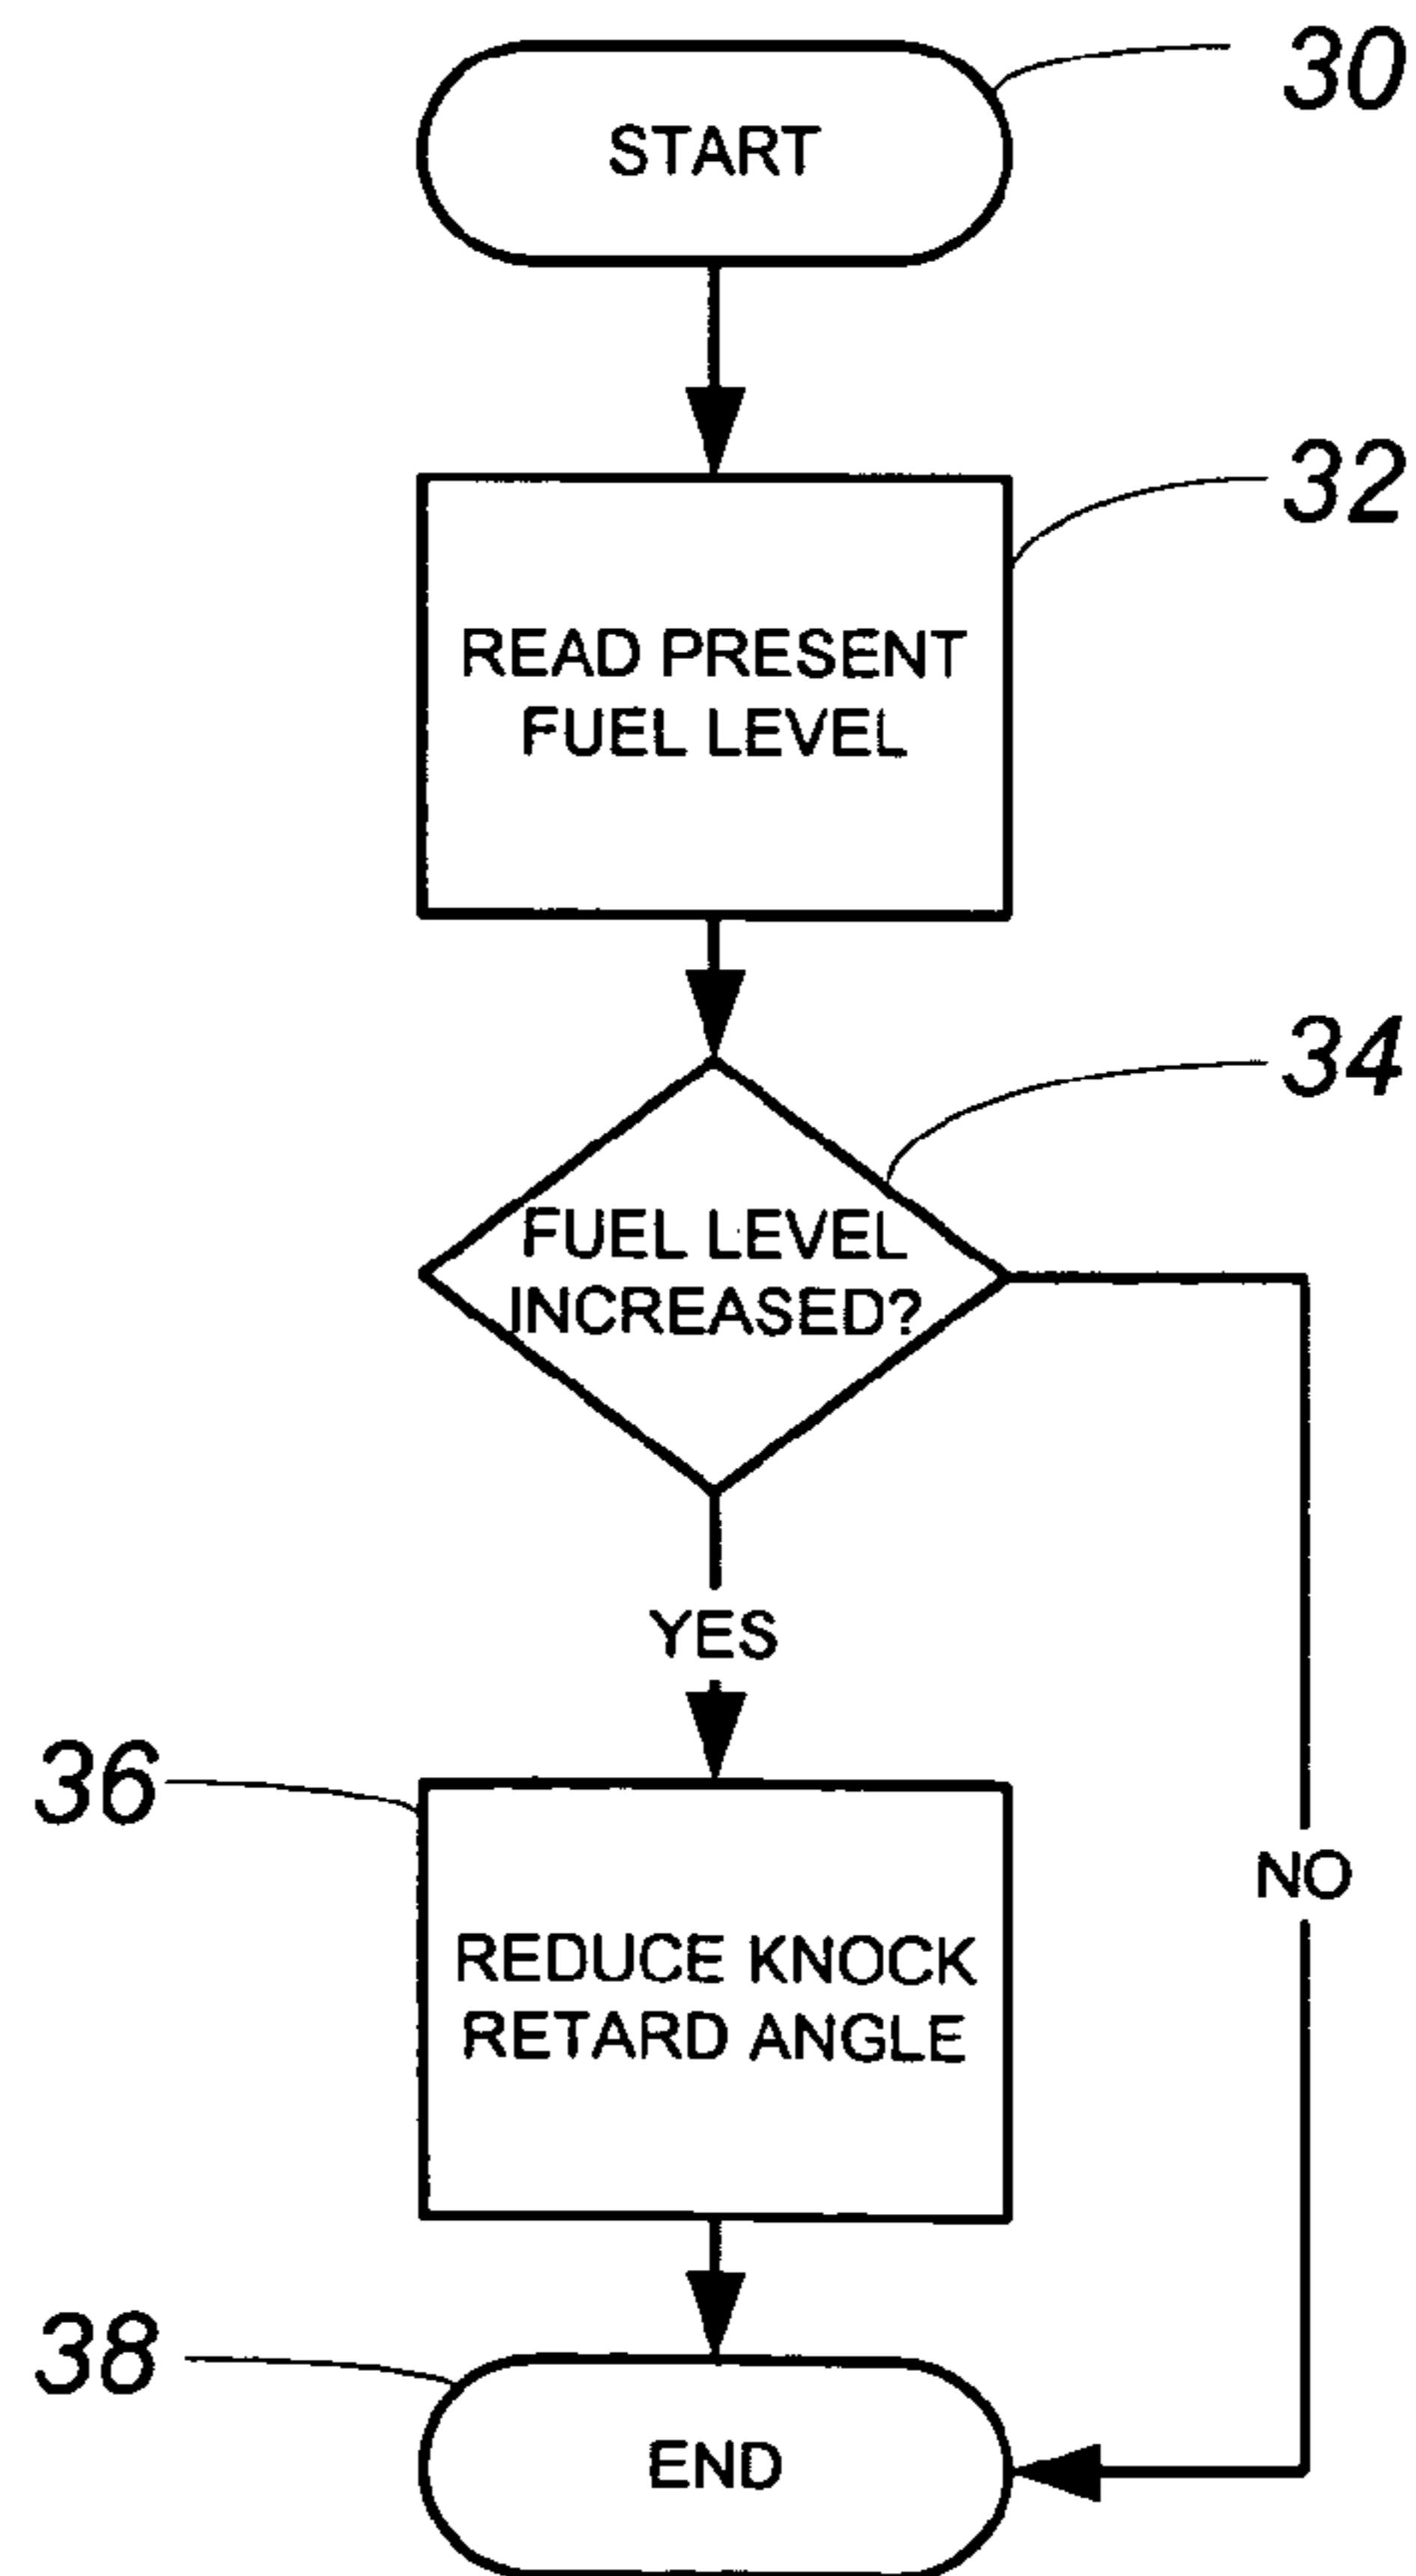 START
30
READ PRESENT
FUEL LEVEL
32
FUEL LEVEL
INCREASED?
34
YES
NO
36
REDUCE KNOCK
RETARD ANGLE
38
END